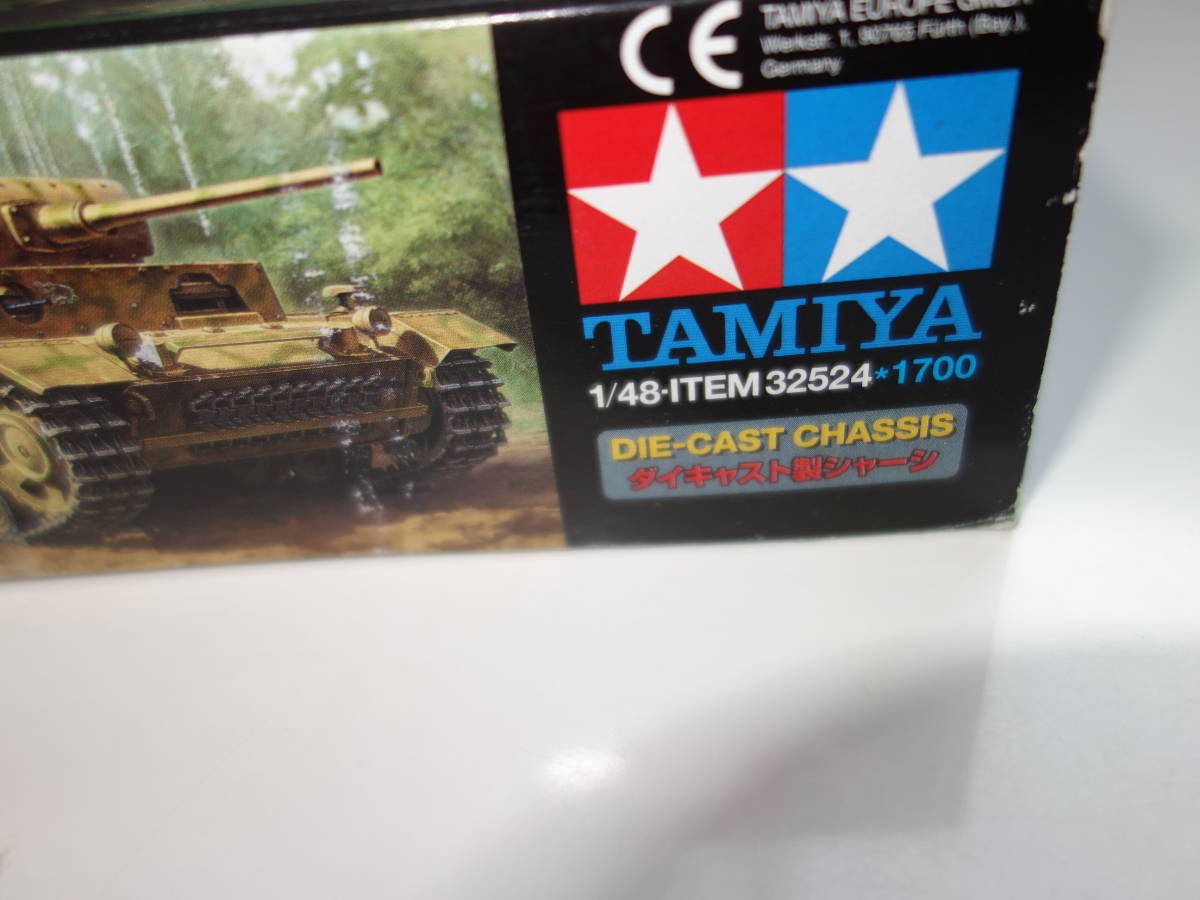 CE
TAMIYA EUROPE GMBH
Werkstr. 1, 90765 Fürth (Bay.),
Germany
TAMIYA
1/48·ITEM 32524*1700
DIE-CAST CHASSIS
ダイキャスト製シャーシ